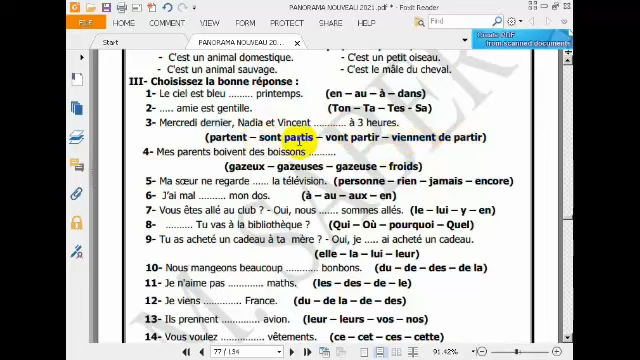 PANORAMA NOUVEAU 2021.pdf * - Foxit Reader
HOME COMMENT VIEW FORM PROTECT SHARE HELP Find
Start PANORAMA NOUVEAU 20...
Create PDF
from scanned documents
- C'est un animal domestique. - C'est un petit oiseau.
- C'est un animal sauvage. - C'est le mâle du cheval.
III- Choisissez la bonne réponse :
1- Le ciel est bleu ......... printemps. (en – au – à – dans)
2- ..... amie est gentille. (Ton – Ta – Tes - Sa)
3- Mercredi dernier, Nadia et Vincent ............ à 3 heures.
(partent – sont partis – vont partir – viennent de partir)
4- Mes parents boivent des boissons .........
(gazeux – gazeuses – gazeuse – froids)
5- Ma sœur ne regarde ...... la télévision. (personne – rien – jamais – encore)
6- J'ai mal ......... mon dos. (à – au – aux – en)
7- Vous êtes allé au club ? - Oui, nous ....... sommes allés. (le – lui – y – en)
8- ......... Tu vas à la bibliothèque ? (Qui – Où – pourquoi – Quel)
9- Tu as acheté un cadeau à ta mère ? - Oui, je ..... ai acheté un cadeau.
(elle – la – lui – leur)
10- Nous mangeons beaucoup ........... bonbons. (du – de – des – de la)
11- Je n'aime pas ........... maths. (les – des – de – le)
12- Je viens ............ France. (du – de la – de – des)
13- Ils prennent ............ avion. (leur – leurs – vos – nos)
14- Vous voulez .............. vêtements. (ce – cet – ces – cette)
77 / 134
91.42%